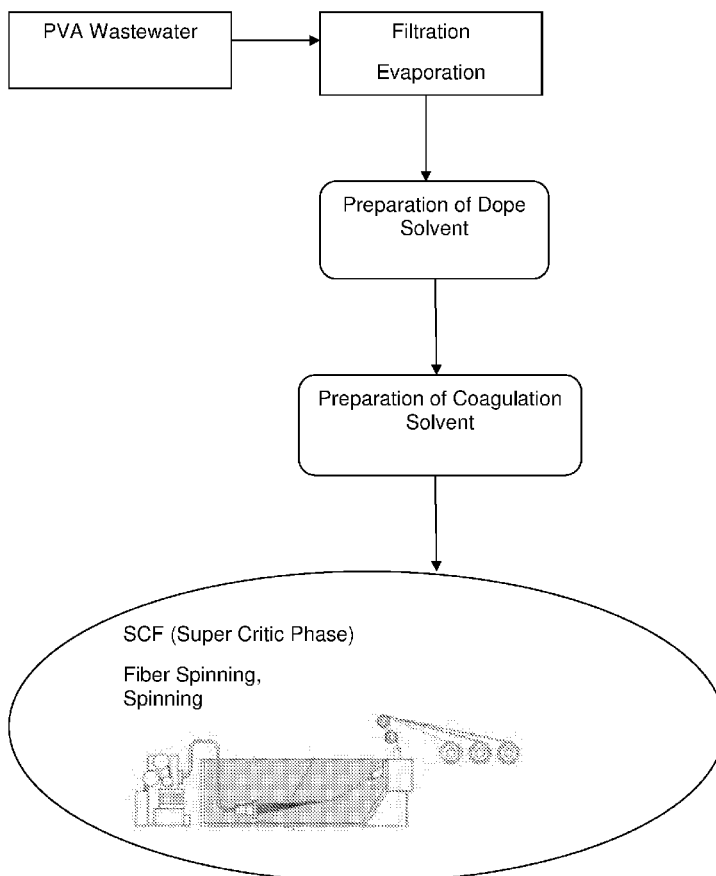 PVA Wastewater
Filtration
Evaporation
Preparation of Dope
Solvent
Preparation of Coagulation
Solvent
SCF (Super Critic Phase)
Fiber Spinning,
Spinning